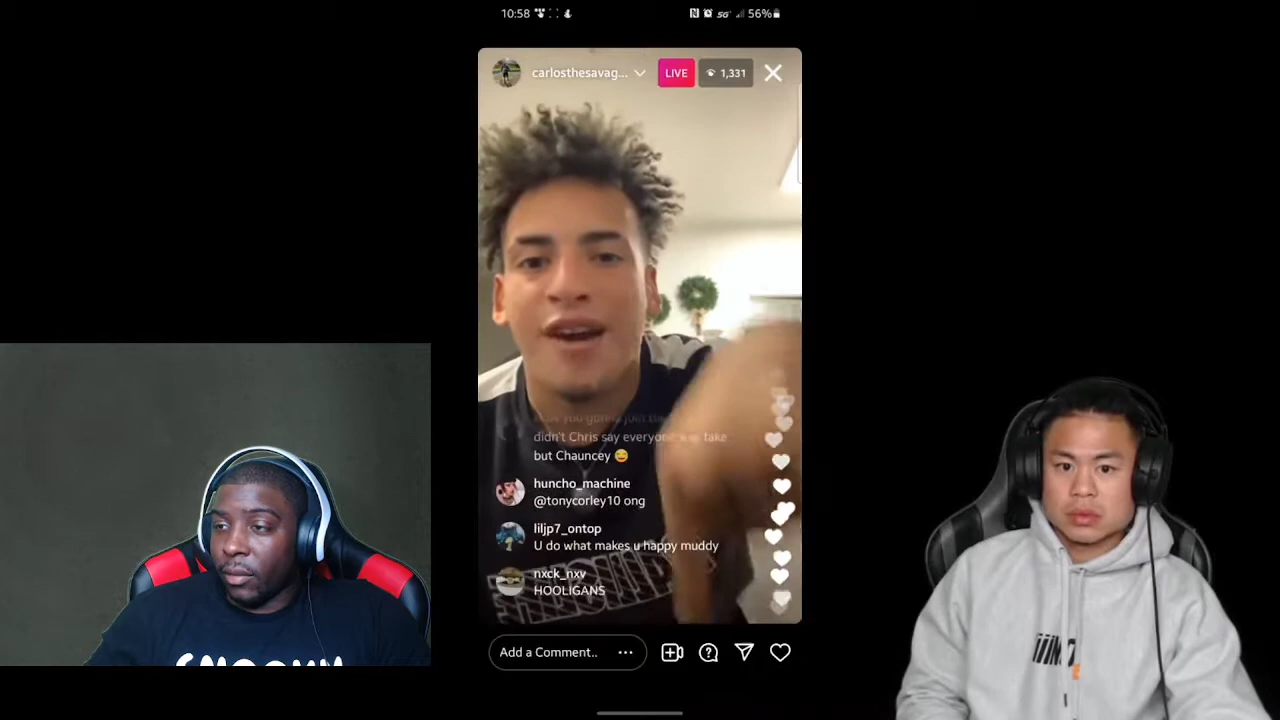 10:58
5G
56%
carlosthesavag...
LIVE
1,331
didn't Chris say everyone
take
but Chauncey 😅
huncho_machine
@tonycorley10 ong
liljp7_ontop
U do what makes u happy muddy
nxck_nxv
HOOLIGANS
Add a Comment..